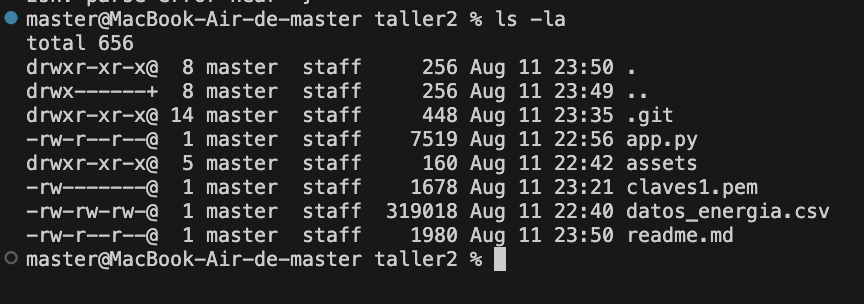 master@MacBook-Air-de-master taller2 % ls -la
total 656
drwxr-xr-x@  8 master  staff     256 Aug 11 23:50 .
drwx------+  8 master  staff     256 Aug 11 23:49 ..
drwxr-xr-x@ 14 master  staff     448 Aug 11 23:35 .git
-rw-r--r--@  1 master  staff    7519 Aug 11 22:56 app.py
drwxr-xr-x@  5 master  staff     160 Aug 11 22:42 assets
-rw-------@  1 master  staff    1678 Aug 11 23:21 claves1.pem
-rw-rw-rw-@  1 master  staff  319018 Aug 11 22:40 datos_energia.csv
-rw-r--r--@  1 master  staff    1980 Aug 11 23:50 readme.md
master@MacBook-Air-de-master taller2 %